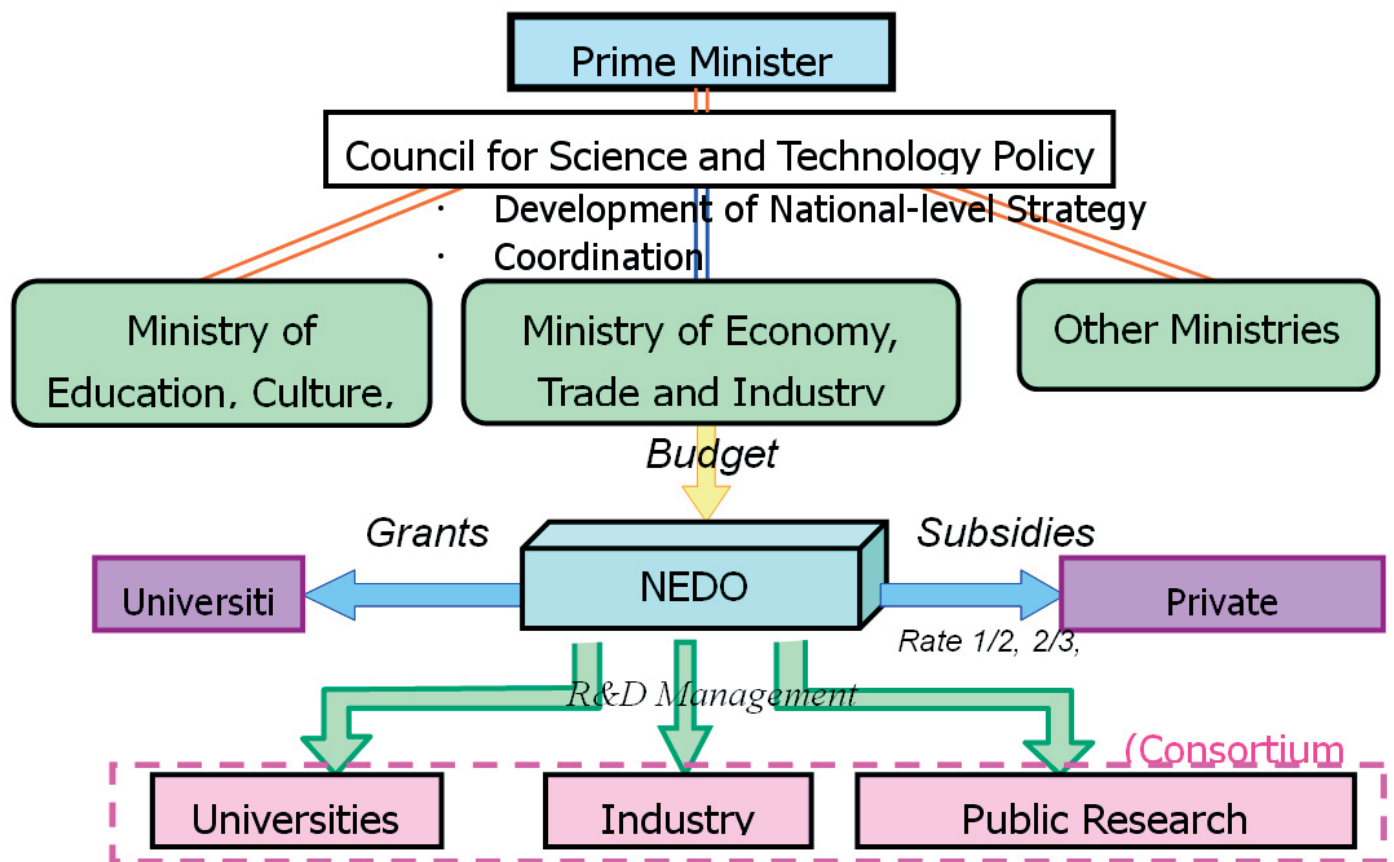 Prime Minister
Council for Science and Technology Policy
· Development of National-level Strategy
· Coordination
Ministry of
Education, Culture,
Ministry of Economy,
Trade and Industry
Other Ministries
Budget
Grants
Subsidies
Universiti
NEDO
Private
Rate 1/2, 2/3,
R&D Management
(Consortium
Universities
Industry
Public Research